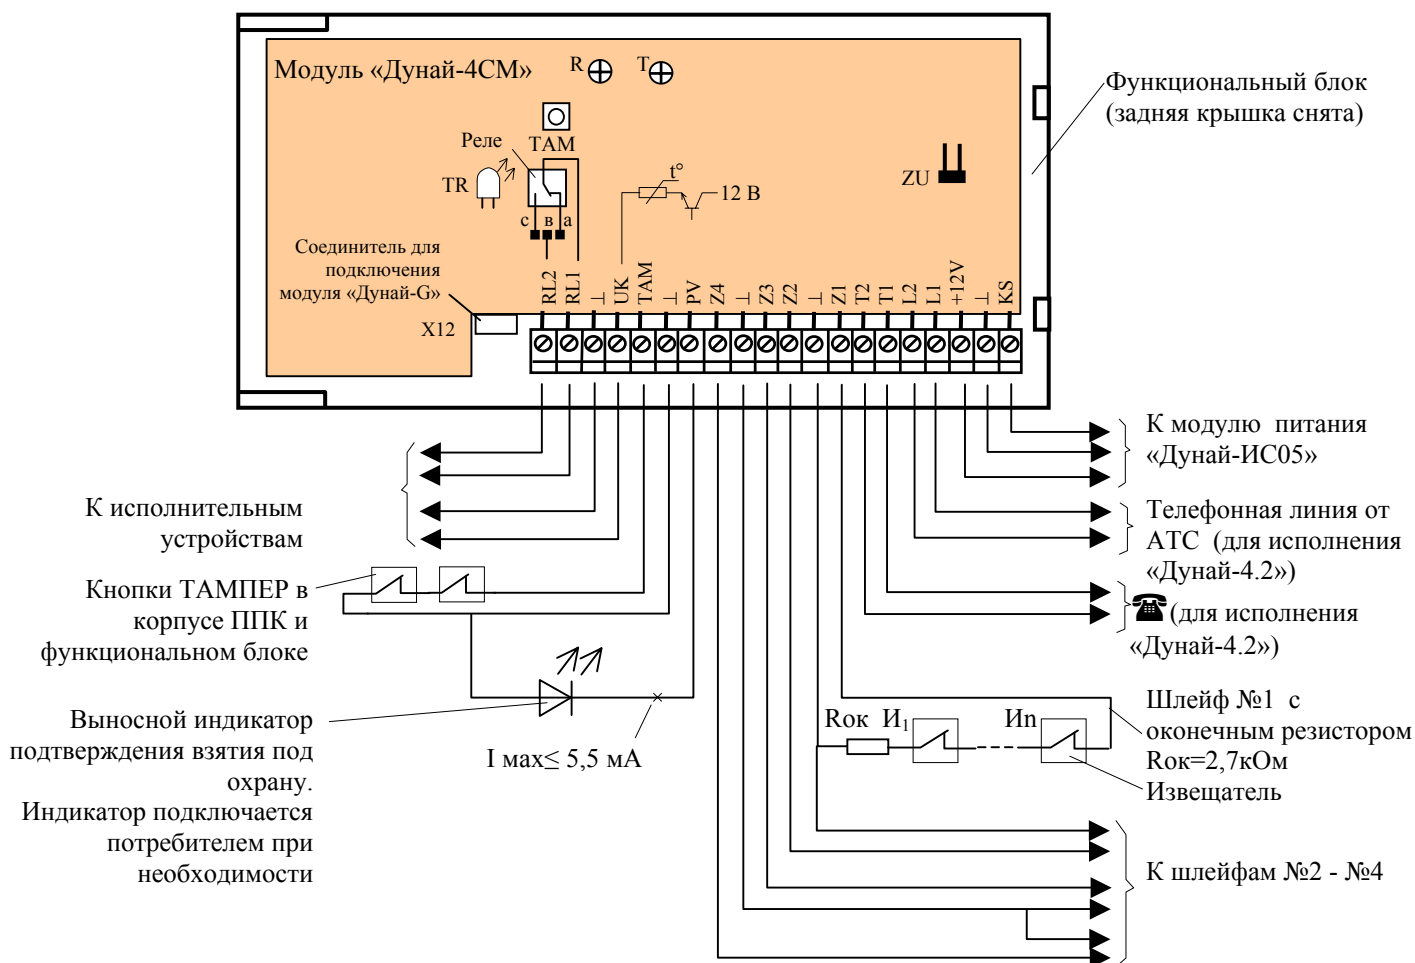 Модуль «Дунай-4СМ»
R
T
Функциональный блок
(задняя крышка снята)
Реле
TAM
TR
t°
12 В
ZU
с
в
а
Соединитель для
подключения
модуля «Дунай-G»
X12
RL2
RL1
⊥
UK
TAM
⊥
PV
Z4
⊥
Z3
Z2
⊥
Z1
T2
T1
L2
L1
+12V
⊥
KS
К модулю питания
«Дунай-ИС05»
К исполнительным
устройствам
Телефонная линия от
АТС (для исполнения
«Дунай-4.2»)
Кнопки ТАМПЕР в
корпусе ППК и
функциональном блоке
(для исполнения
«Дунай-4.2»)
Выносной индикатор
подтверждения взятия под
охрану.
Индикатор подключается
потребителем при
необходимости
I мах≤ 5,5 мА
Rок
И₁
Иn
Шлейф №1 с
оконечным резистором
Rок=2,7кОм
Извещатель
К шлейфам №2 - №4